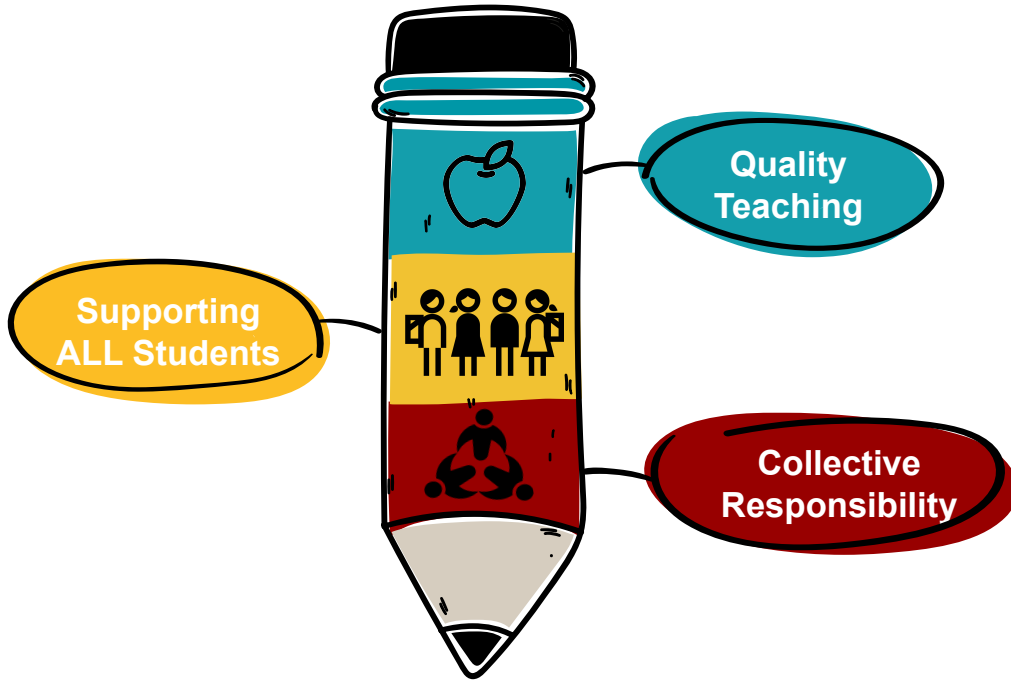 Quality
Teaching
Supporting
ALL Students
Collective
Responsibility